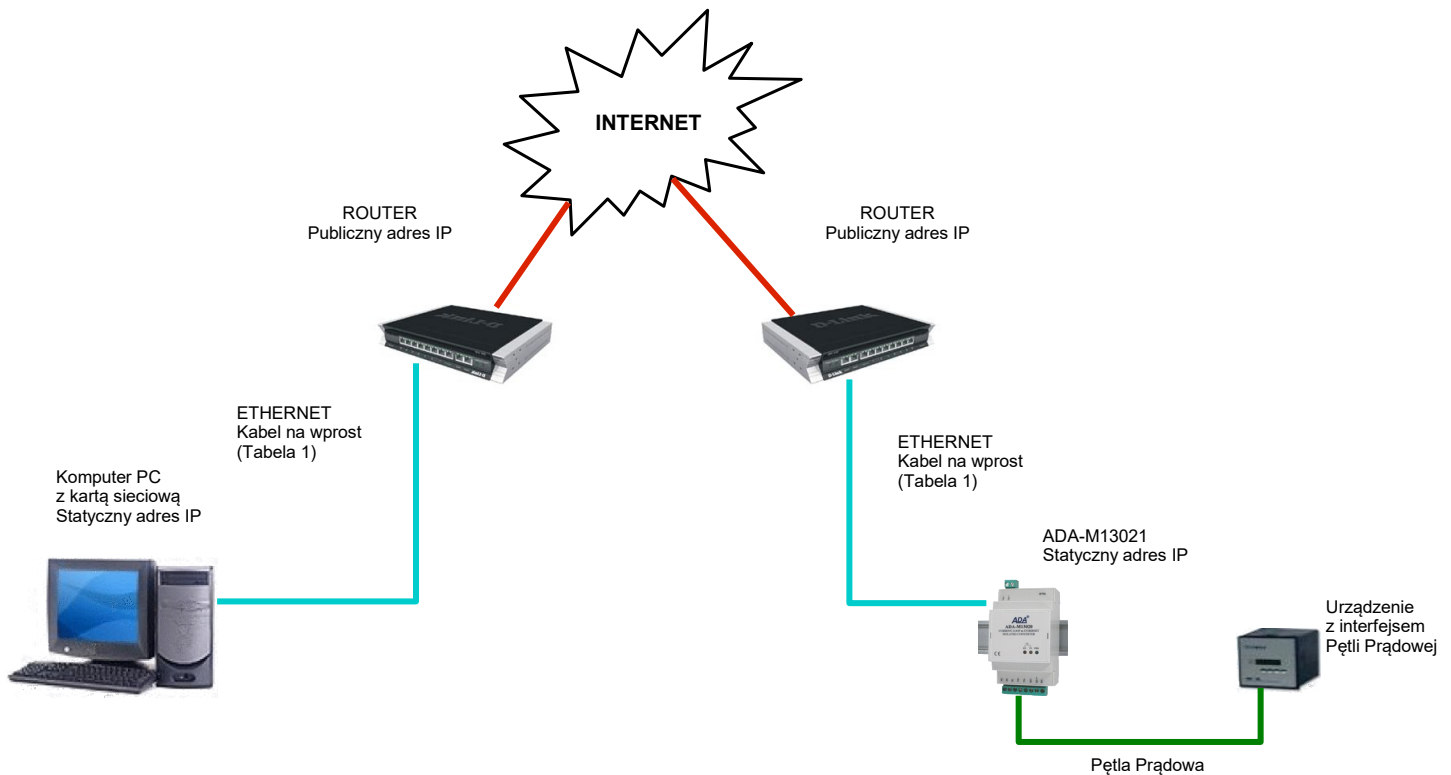 INTERNET
ROUTER
Publiczny adres IP
ROUTER
Publiczny adres IP
D-Link
ETHERNET
Kabel na wprost
(Tabela 1)
ETHERNET
Kabel na wprost
(Tabela 1)
Komputer PC
z kartą sieciową
Statyczny adres IP
ADA-M13021
Statyczny adres IP
ADA
Urządzenie
z interfejsem
Pętli Prądowej
Pętla Prądowa